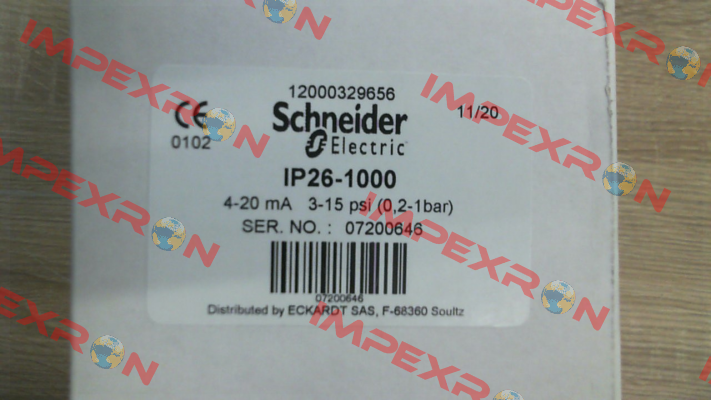 12000329656
11/20
CE
0102
Schneider
Electric
IP26-1000
4-20 mA 3-15 psi (0,2-1bar)
SER. NO. : 07200646
07200646
Distributed by ECKARDT SAS, F-68360 Soultz
IMPEXRON
IMPEXRON
IMPEXRON
IMPEXRON
IMPEXRON
IMPEXRON